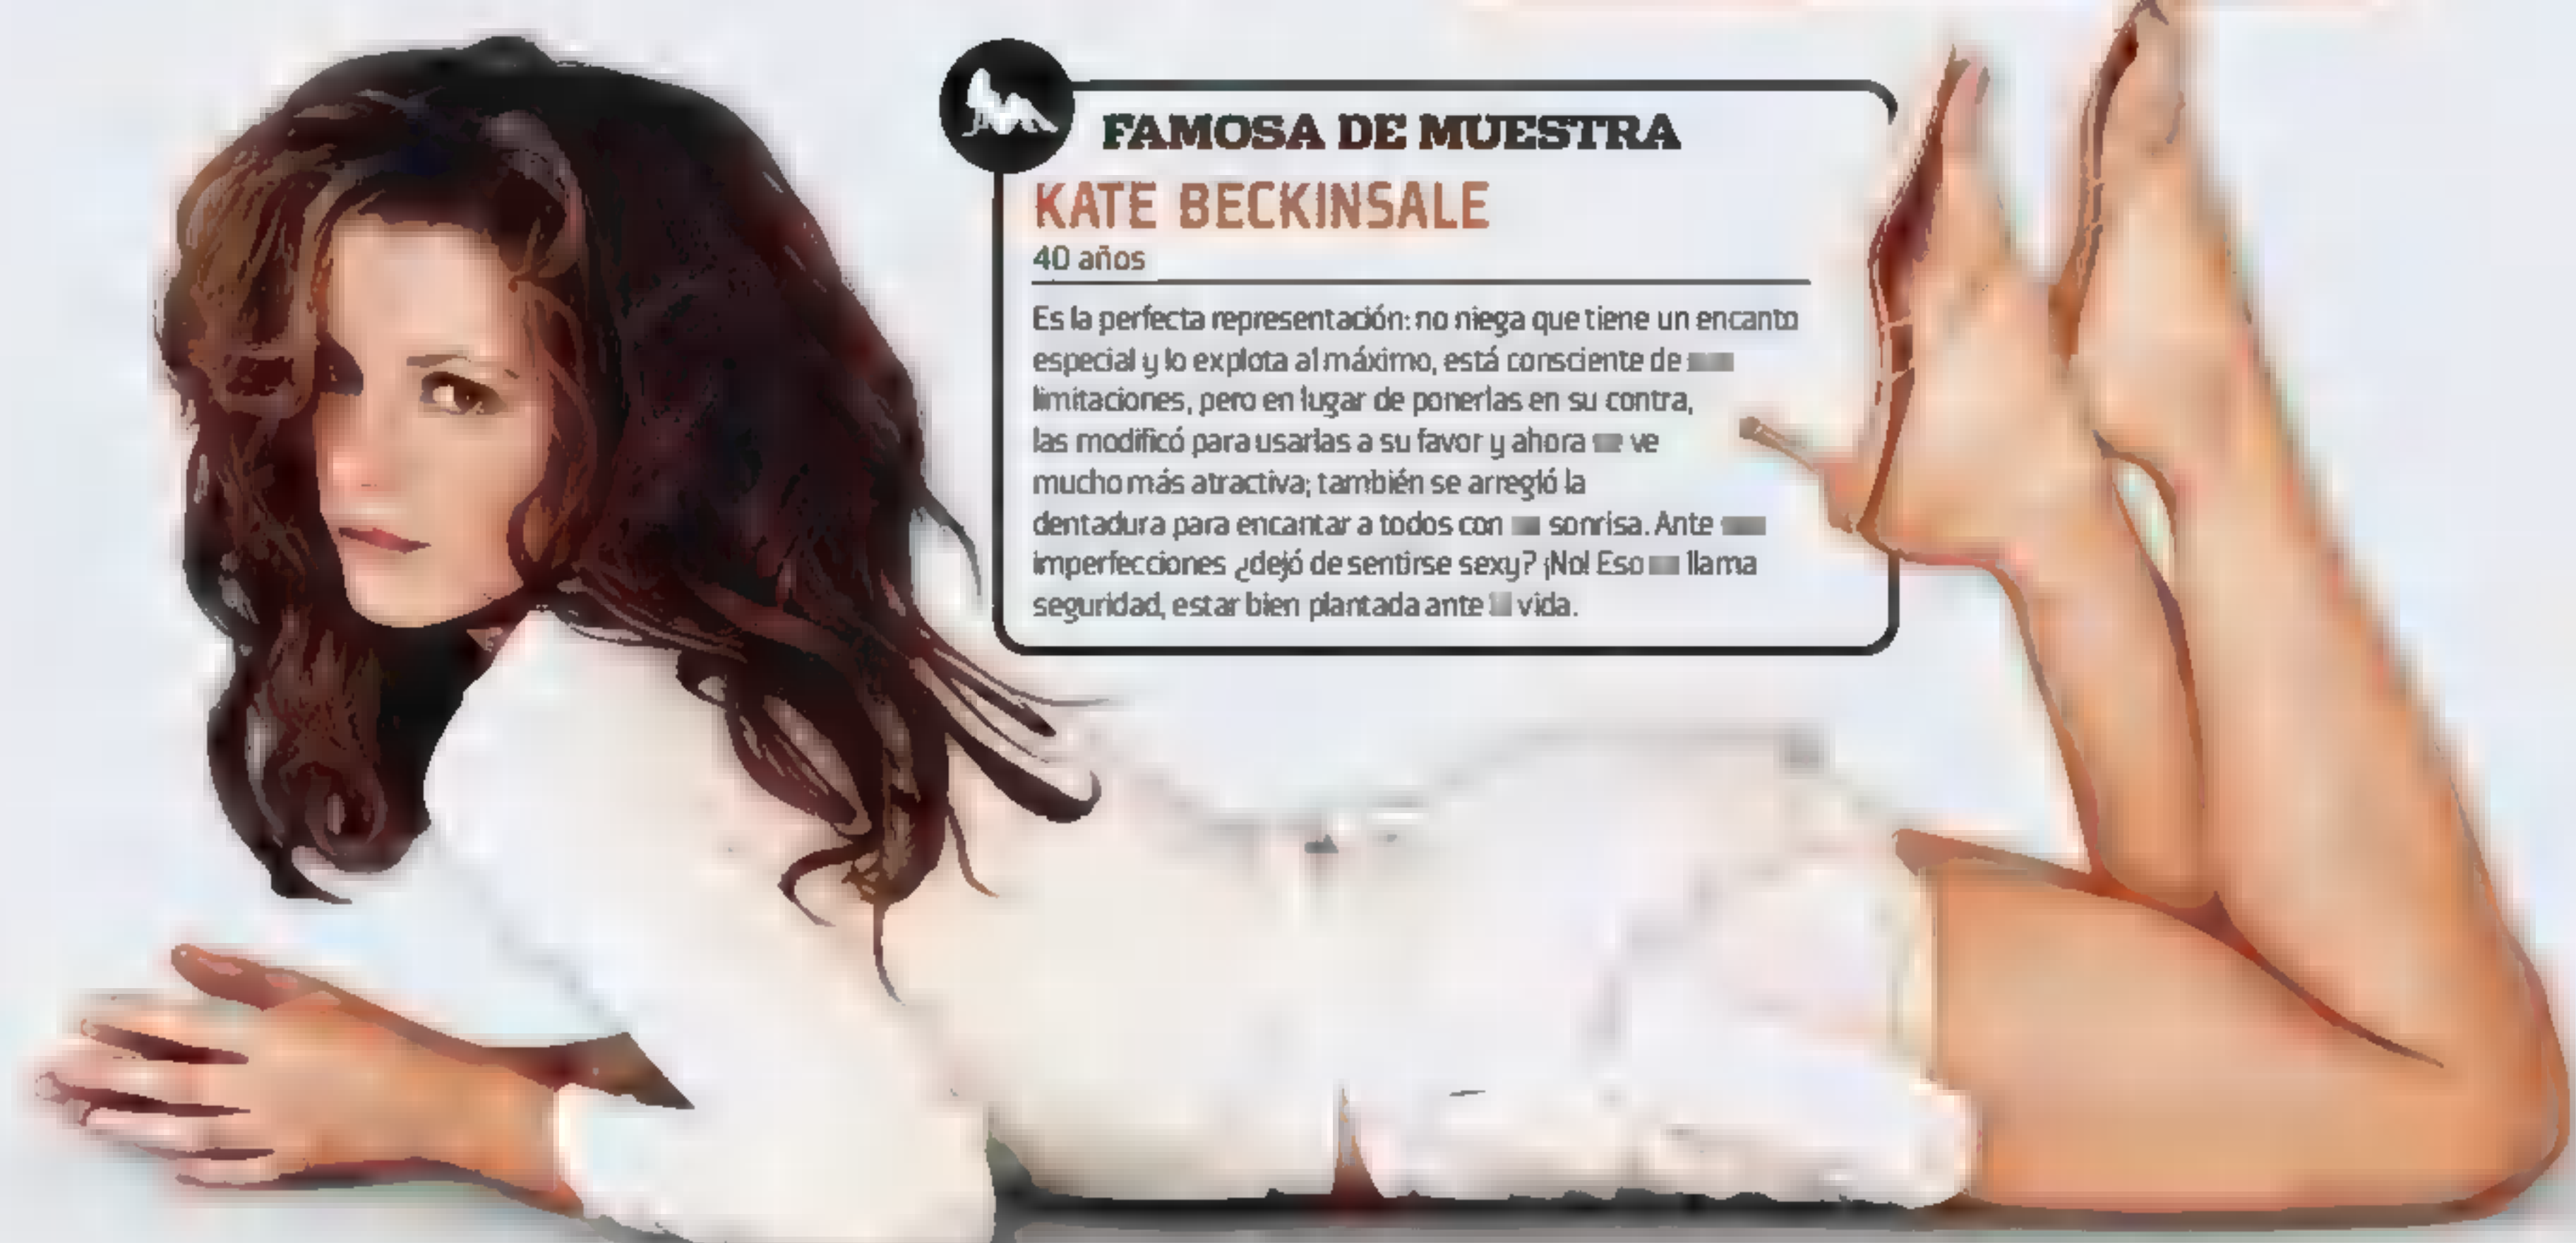 FAMOSA DE MUESTRA
KATE BECKINSALE
40 años
Es la perfecta representación: no niega que tiene un encanto
especial y lo explota al máximo, está consciente de
limitaciones, pero en lugar de ponerlas en su contra,
las modificó para usarlas a su favor y ahora ve
mucho más atractiva; también se arregló la
dentadura para encantar a todos con sonrisa. Ante
imperfecciones ¿dejó de sentirse sexy? ¡No! Eso llama
seguridad, estar bien plantada ante vida.